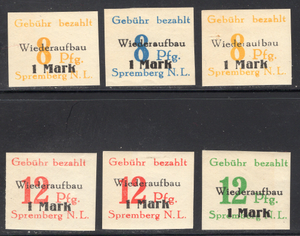 Gebühr bezahlt
Wiederaufbau
8 Pfg.
1 Mark
Spremberg N.L.
Gebühr bezahlt
Wiederaufbau
8 Pfg.
1 Mark
Spremberg N.L.
Gebühr bezahlt
Wiederaufbau
8 Pfg.
1 Mark
Spremberg N.L.
Gebühr bezahlt
Wiederaufbau
12 Pfg.
1 Mark
Spremberg N.L.
Gebühr bezahlt
Wiederaufbau
12 Pfg.
1 Mark
Spremberg N.L.
Gebühr bezahlt
Wiederaufbau
12 Pfg.
1 Mark
Spremberg N.L.